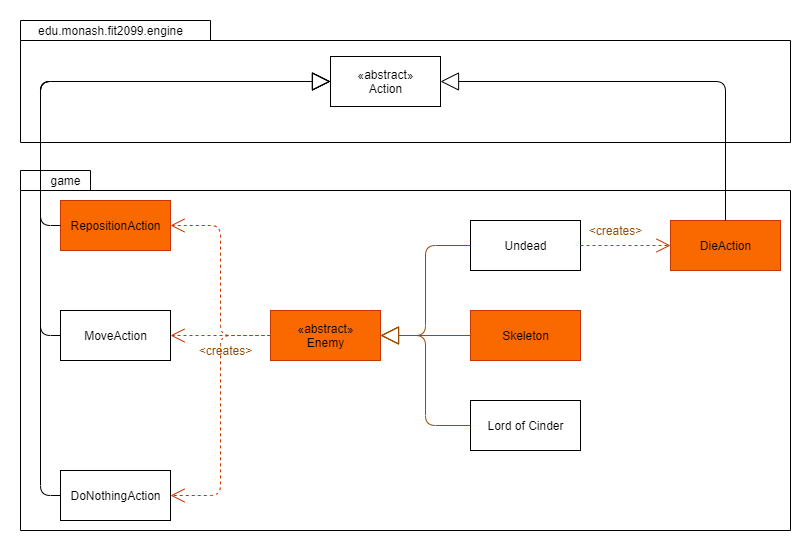 edu.monash.fit2099.engine
«abstract»
Action
game
RepositionAction
Undead
<creates>
DieAction
MoveAction
<creates>
«abstract»
Enemy
Skeleton
Lord of Cinder
DoNothingAction